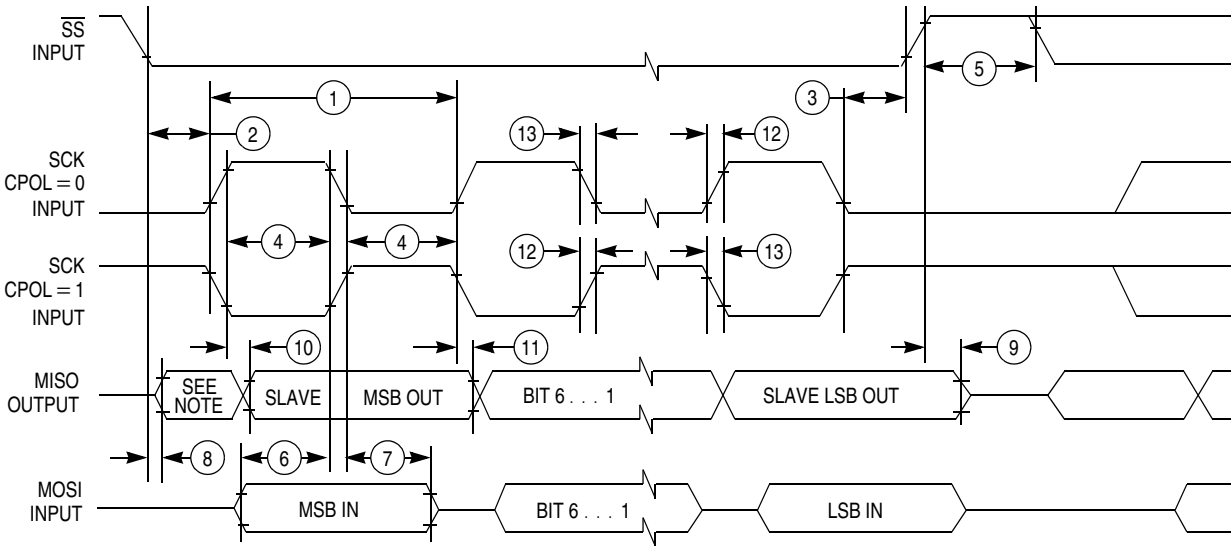 SS
INPUT
5
1
3
2
13
12
SCK
CPOL = 0
INPUT
4
4
12
13
SCK
CPOL = 1
INPUT
10
11
9
MISO
OUTPUT
SEE
NOTE
SLAVE
MSB OUT
BIT 6 . . . 1
SLAVE LSB OUT
8
6
7
MOSI
INPUT
MSB IN
BIT 6 . . . 1
LSB IN